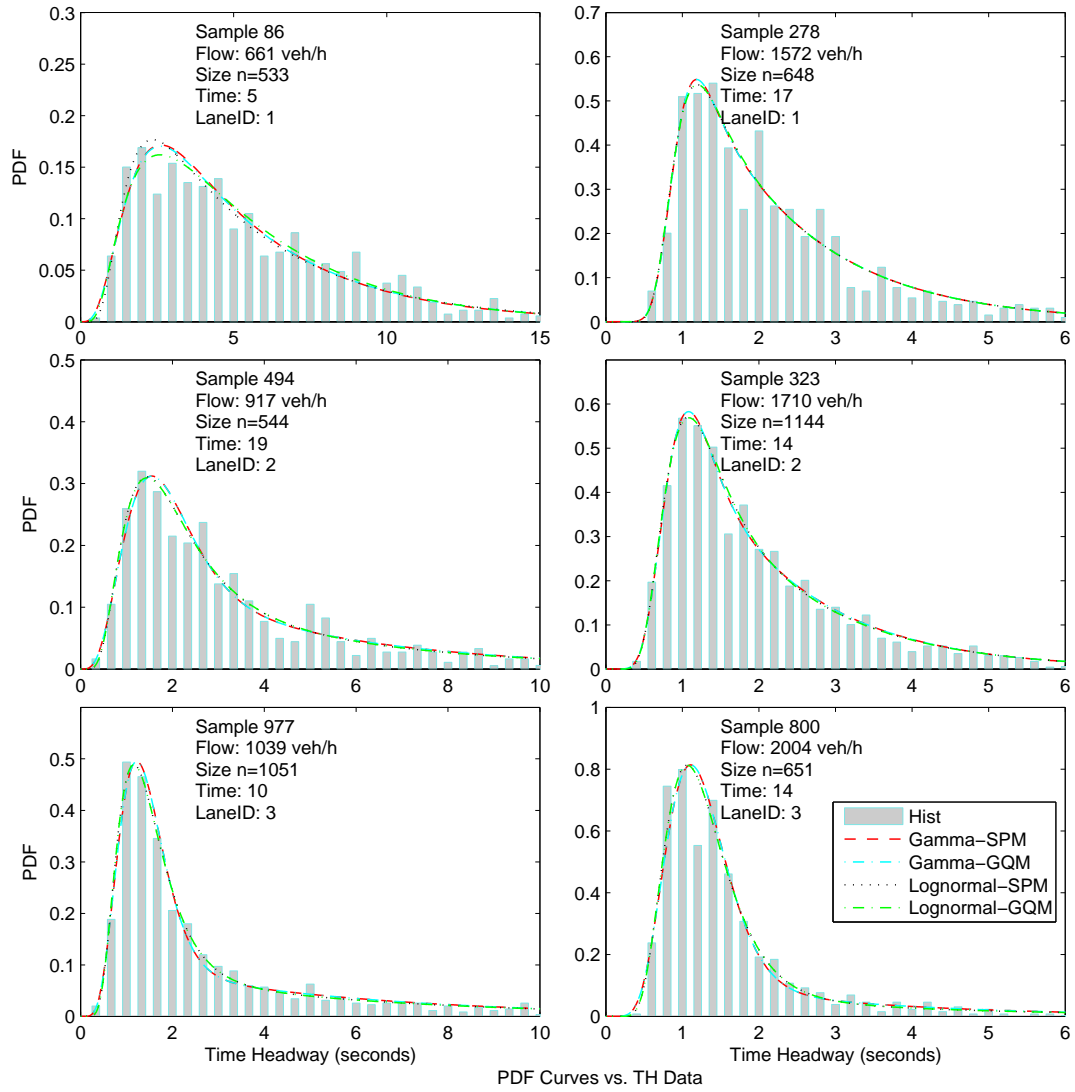 0.3
0.25
0.2
0.15
0.1
0.05
0
PDF
5
10
15
Sample 86
Flow: 661 veh/h
Size n=533
Time: 5
LaneID: 1
0.7
0.6
0.5
0.4
0.3
0.2
0.1
0
0
1
2
3
4
5
6
Sample 278
Flow: 1572 veh/h
Size n=648
Time: 17
LaneID: 1
0.5
0.4
0.3
0.2
0.1
0
PDF
0
2
4
6
8
10
Sample 494
Flow: 917 veh/h
Size n=544
Time: 19
LaneID: 2
0.6
0.5
0.4
0.3
0.2
0.1
0
0
1
2
3
4
5
6
Sample 323
Flow: 1710 veh/h
Size n=1144
Time: 14
LaneID: 2
0.5
0.4
0.3
0.2
0.1
0
PDF
0
2
4
6
8
10
Time Headway (seconds)
Sample 977
Flow: 1039 veh/h
Size n=1051
Time: 10
LaneID: 3
1
0.8
0.6
0.4
0.2
0
0
1
2
3
4
5
6
Time Headway (seconds)
Sample 800
Flow: 2004 veh/h
Size n=651
Time: 14
LaneID: 3
Hist
Gamma−SPM
Gamma−GQM
Lognormal−SPM
Lognormal−GQM
PDF Curves vs. TH Data